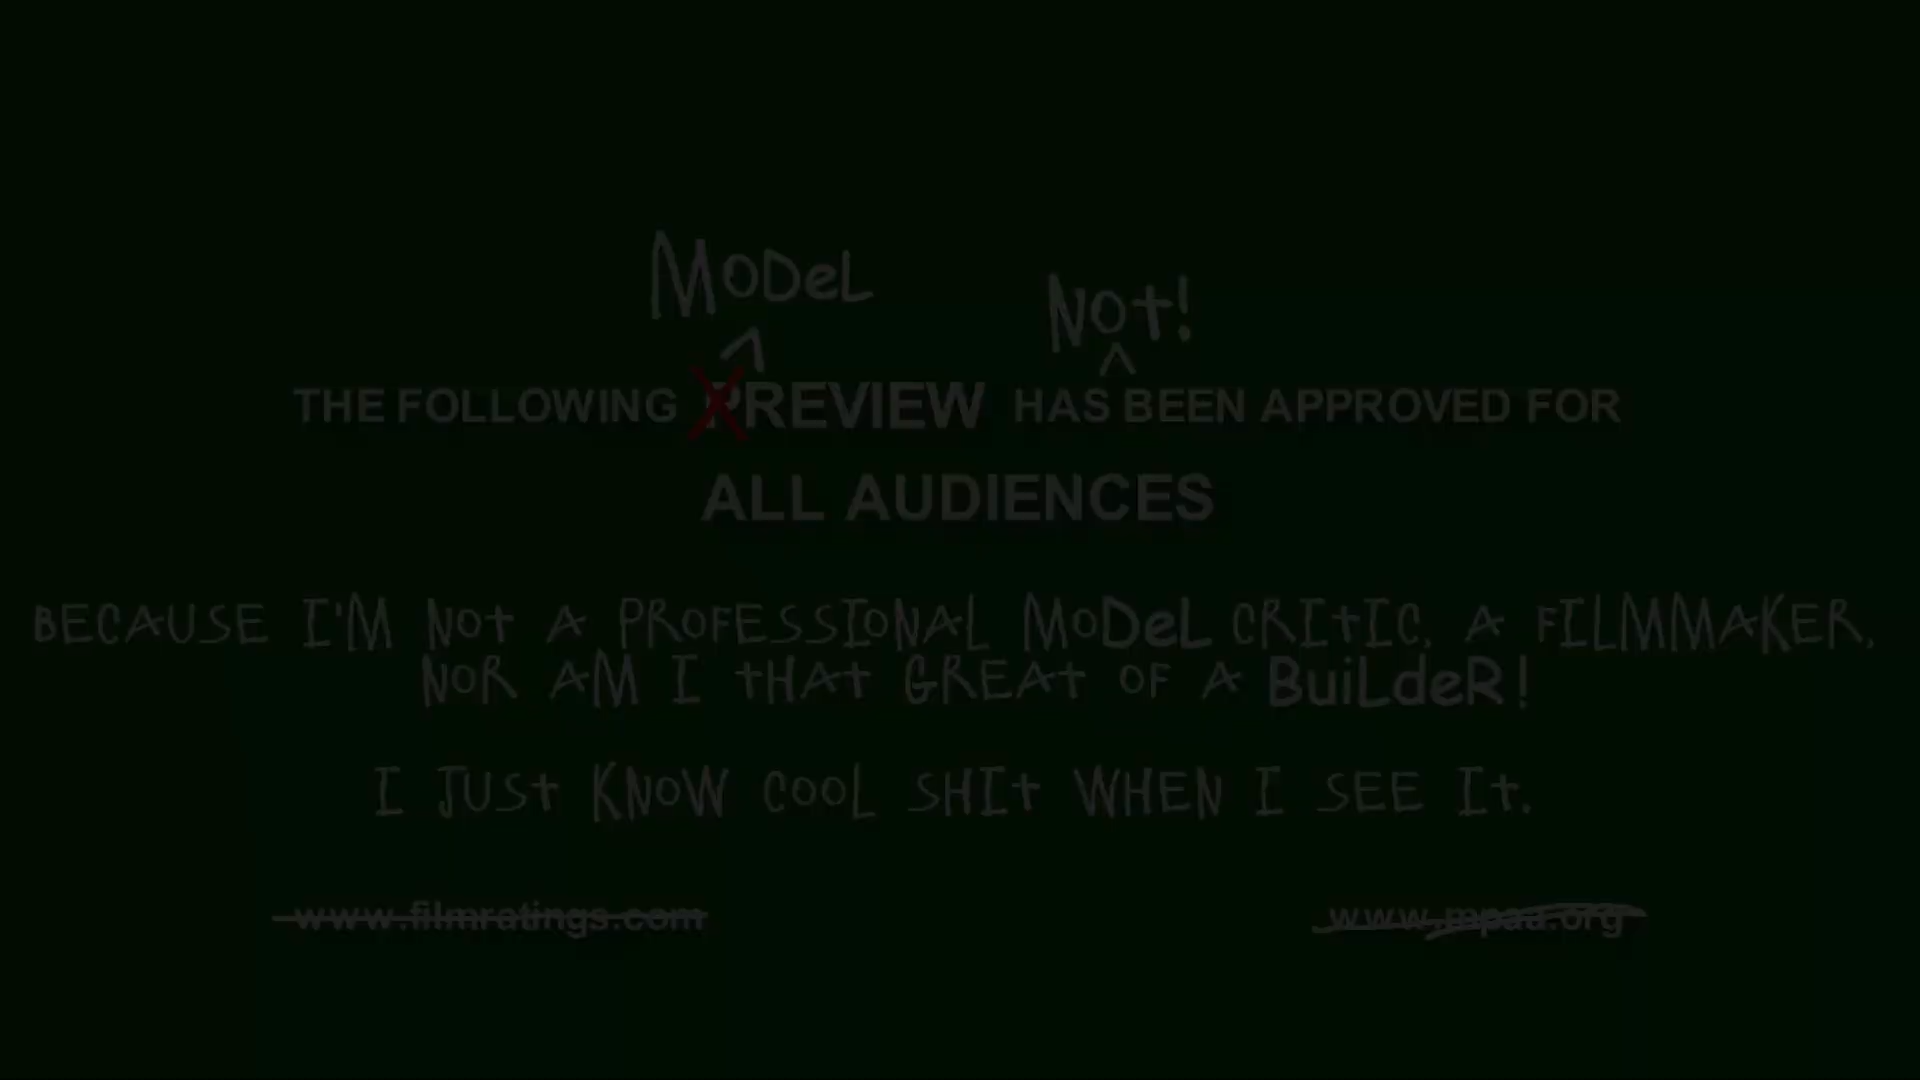 MoDeL NOt!
THE FOLLOWING PREVIEW HAS BEEN APPROVED FOR
ALL AUDIENCES
BECAUSE I'M NOt A PROFESSIONAL MoDeL CRItIC, A FILMMAKER,
NOR AM I tHAt GREAt OF A BuiLdeR!
I JUSt KNOW COOL SHIt WHEN I SEE It.
www.filmratings.com www.mpaa.org